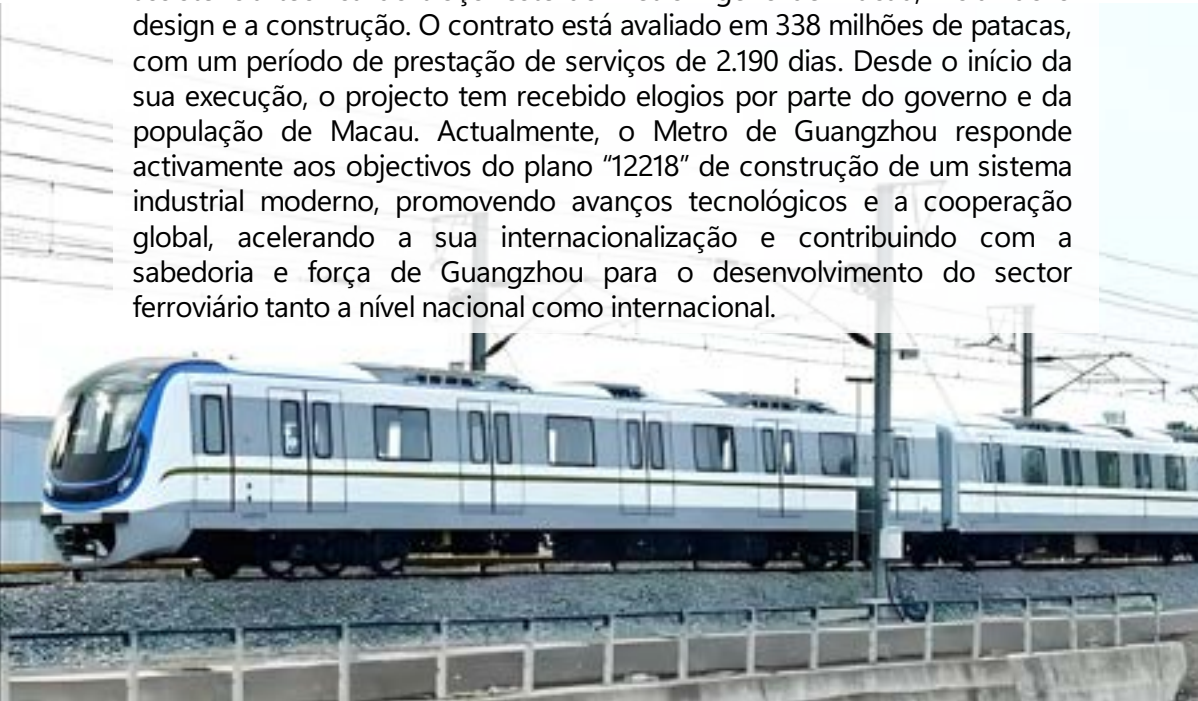 design e a construção. O contrato está avaliado em 338 milhões de patacas,
com um período de prestação de serviços de 2.190 dias. Desde o início da
sua execução, o projecto tem recebido elogios por parte do governo e da
população de Macau. Actualmente, o Metro de Guangzhou responde
activamente aos objectivos do plano “12218” de construção de um sistema
industrial moderno, promovendo avanços tecnológicos e a cooperação
global, acelerando a sua internacionalização e contribuindo com a
sabedoria e força de Guangzhou para o desenvolvimento do sector
ferroviário tanto a nível nacional como internacional.